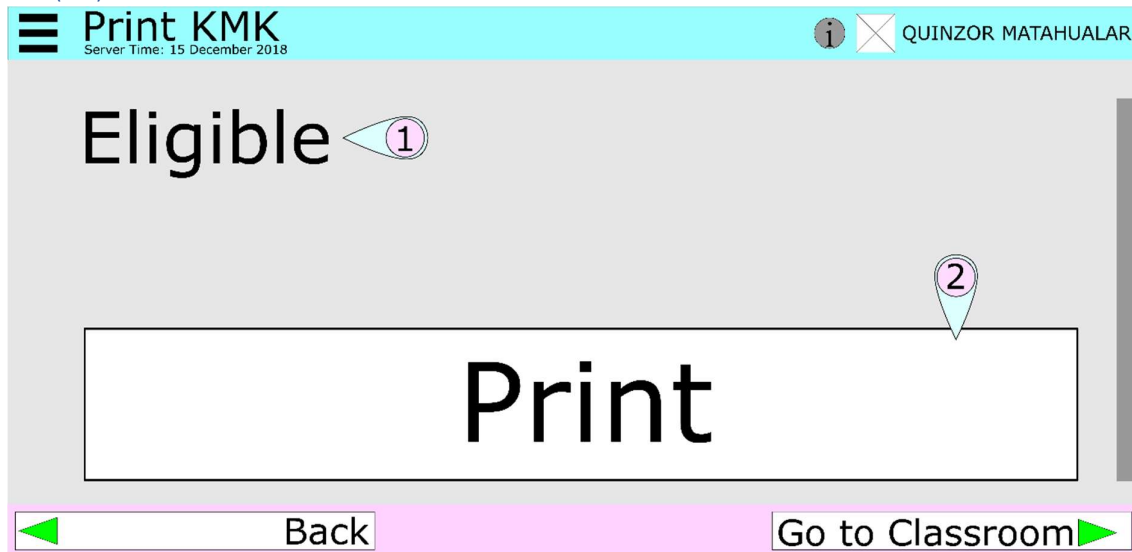 Print KMK
Server Time: 15 December 2018
i
QUINZOR MATAHUALAR
Eligible
1
2
Print
Back
Go to Classroom